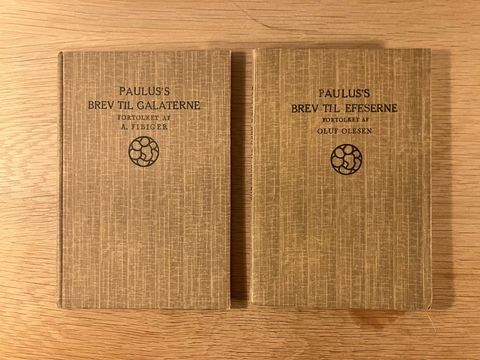 PAULUS'S
BREV TIL GALATERNE
FORTOLKET AF
A. FIBIGER
PAULUS'S
BREV TIL EFESERNE
FORTOLKET AF
OLUF OLESEN